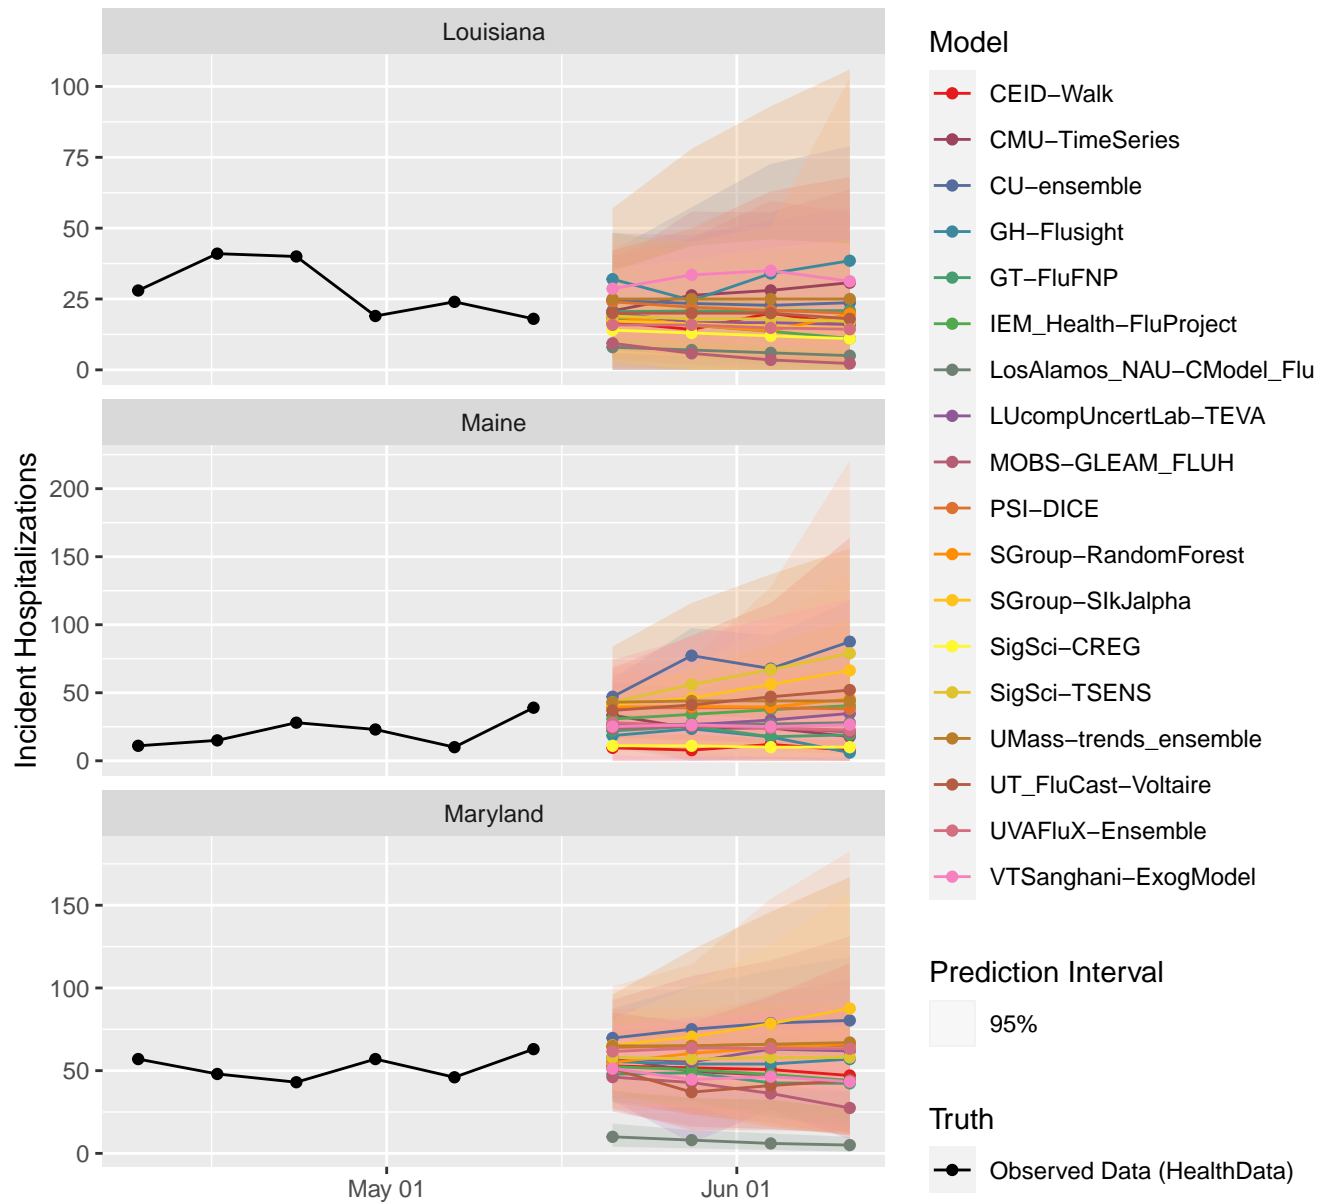 Louisiana
100
75
50
25
0
Maine
200
150
100
50
0
Maryland
150
100
50
0
May 01
Jun 01
Incident Hospitalizations
Model
CEID−Walk
CMU−TimeSeries
CU−ensemble
GH−Flusight
GT−FluFNP
IEM_Health−FluProject
LosAlamos_NAU−CModel_Flu
LUcompUncertLab−TEVA
MOBS−GLEAM_FLUH
PSI−DICE
SGroup−RandomForest
SGroup−SIkJalpha
SigSci−CREG
SigSci−TSENS
UMass−trends_ensemble
UT_FluCast−Voltaire
UVAFluX−Ensemble
VTSanghani−ExogModel
Prediction Interval
95%
Truth
Observed Data (HealthData)